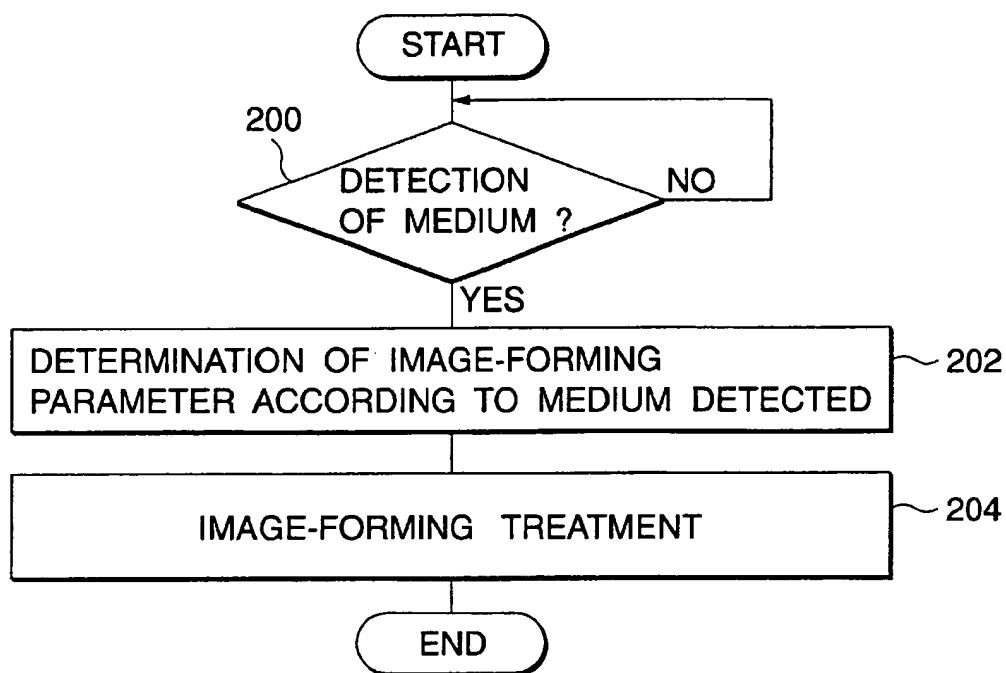 START
200
DETECTION
OF MEDIUM ?
NO
YES
DETERMINATION OF IMAGE-FORMING
PARAMETER ACCORDING TO MEDIUM DETECTED
202
IMAGE-FORMING TREATMENT
204
END